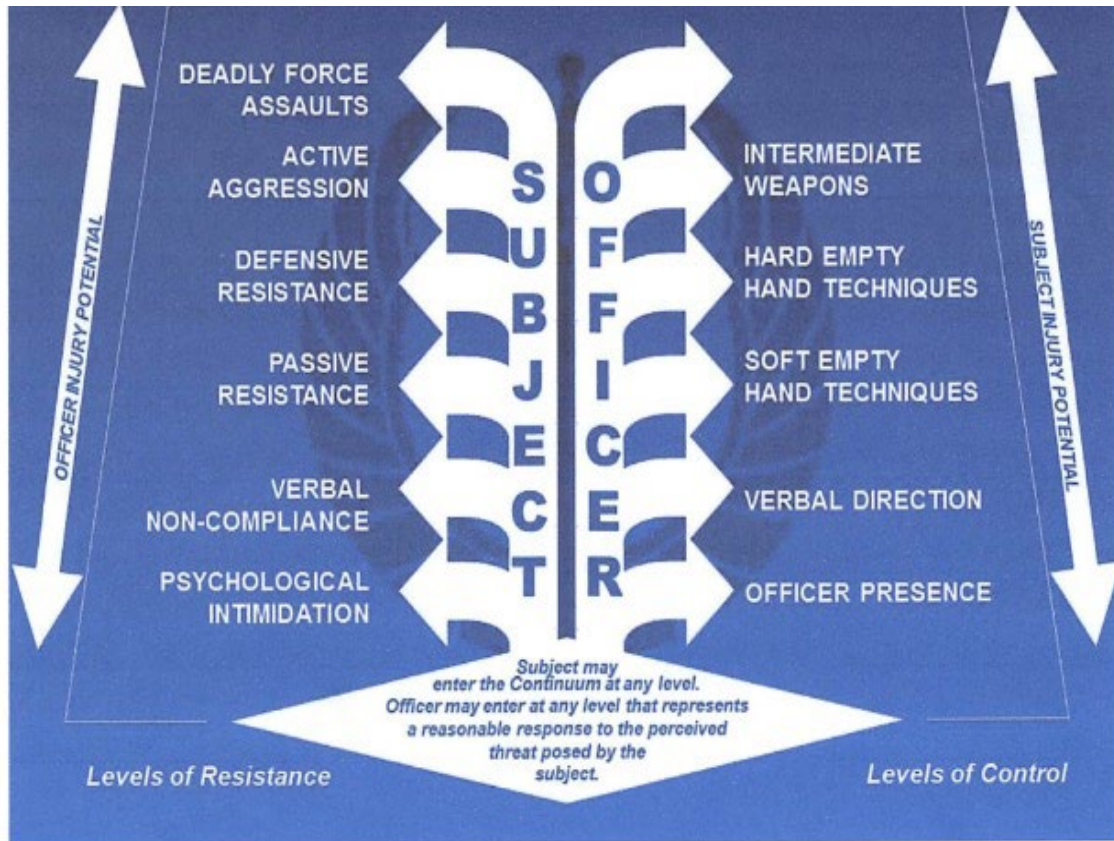 DEADLY FORCE
ASSAULTS
ACTIVE
AGGRESSION
DEFENSIVE
RESISTANCE
PASSIVE
RESISTANCE
VERBAL
NON-COMPLIANCE
PSYCHOLOGICAL
INTIMIDATION
OFFICER INJURY POTENTIAL
SUBJECT
OFFICER
INTERMEDIATE
WEAPONS
HARD EMPTY
HAND TECHNIQUES
SOFT EMPTY
HAND TECHNIQUES
VERBAL DIRECTION
OFFICER PRESENCE
SUBJECT INJURY POTENTIAL
Subject may
enter the Continuum at any level.
Officer may enter at any level that represents
a reasonable response to the perceived
threat posed by the
subject.
Levels of Resistance
Levels of Control